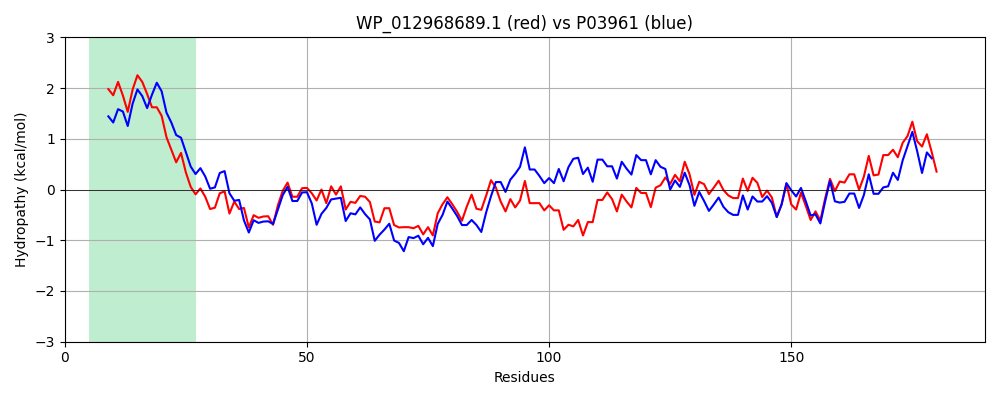 WP_012968689.1 (red) vs P03961 (blue)
Hydropathy (kcal/mol)
3
2
1
0
−1
−2
−3
0 50 100 150
Residues